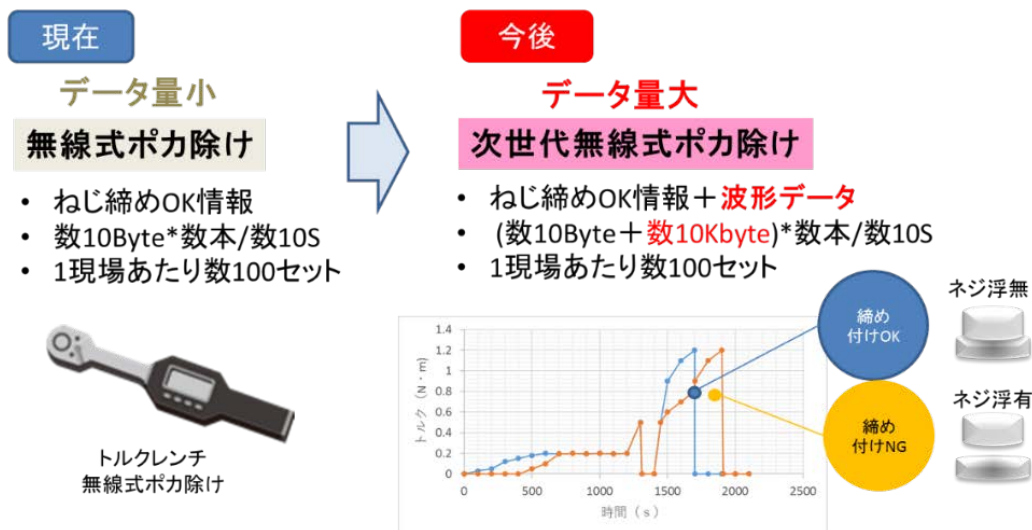 現在
データ量小
無線式ポカ除け
• ねじ締めOK情報
• 数10Byte*数本/数10S
• 1現場あたり数100セット
トルクレンチ
無線式ポカ除け
今後
データ量大
次世代無線式ポカ除け
• ねじ締めOK情報＋波形データ
• (数10Byte＋数10Kbyte)*数本/数10S
• 1現場あたり数100セット
トルク（N・m）
1.4
1.2
1
0.8
0.6
0.4
0.2
0
0 500 1000 1500 2000 2500
時間（s）
締め
付けOK
ネジ浮無
締め
付けNG
ネジ浮有